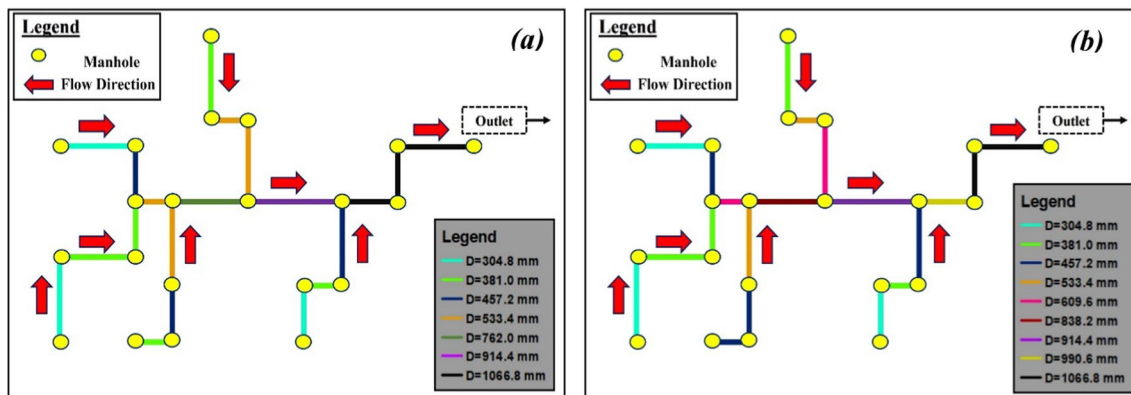 Legend
Manhole
Flow Direction
(a)
Outlet
Legend
D=304.8 mm
D=381.0 mm
D=457.2 mm
D=533.4 mm
D=762.0 mm
D=914.4 mm
D=1066.8 mm
Legend
Manhole
Flow Direction
(b)
Outlet
Legend
D=304.8 mm
D=381.0 mm
D=457.2 mm
D=533.4 mm
D=609.6 mm
D=838.2 mm
D=914.4 mm
D=990.6 mm
D=1066.8 mm